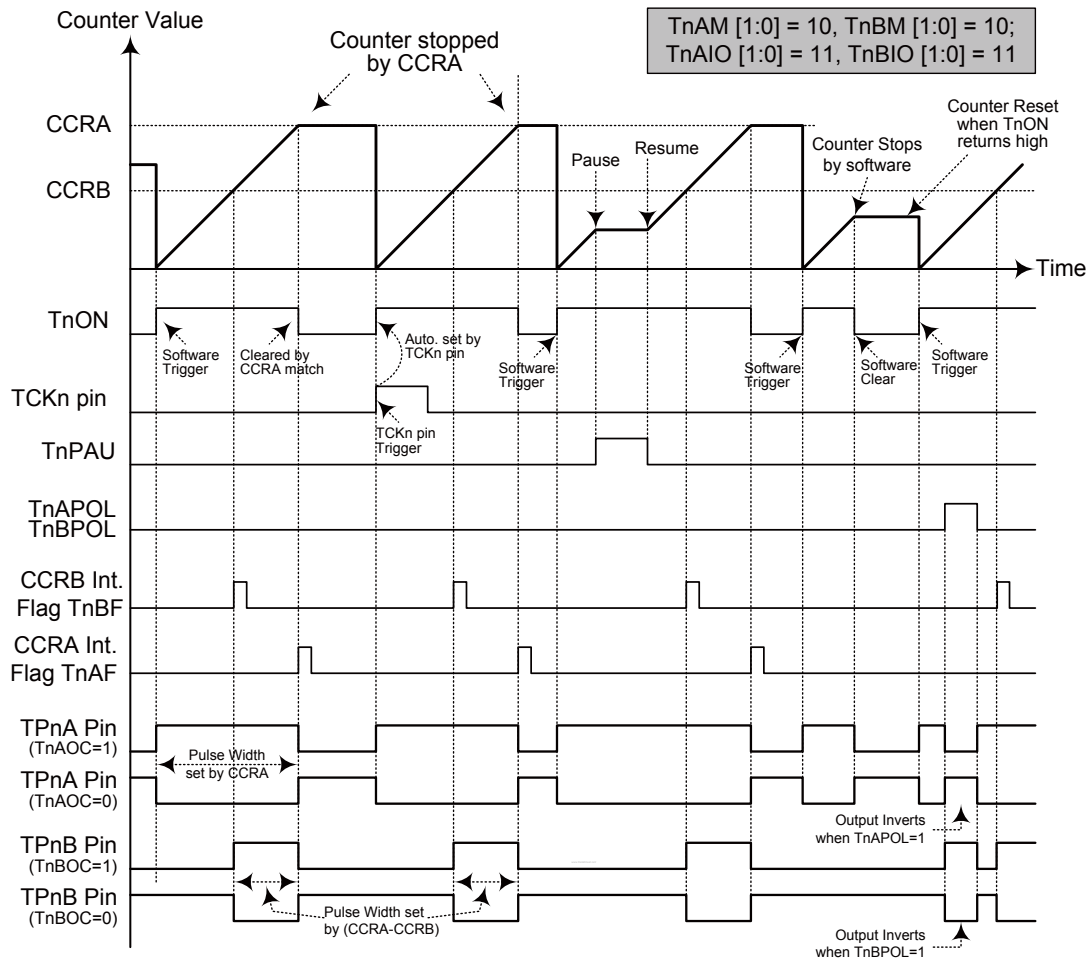 Counter Value
TnAM [1:0] = 10, TnBM [1:0] = 10;
TnAIO [1:0] = 11, TnBIO [1:0] = 11
Counter stopped
by CCRA
Counter Reset
when TnON
returns high
CCRA
Pause
Resume
Counter Stops
by software
CCRB
Time
TnON
Software
Trigger
Cleared by
CCRA match
Auto. set by
TCKn pin
Software
Trigger
Software
Trigger
Software
Clear
Software
Trigger
TCKn pin
TCKn pin
Trigger
TnPAU
TnAPOL
TnBPOL
CCRB Int.
Flag TnBF
CCRA Int.
Flag TnAF
TPnA Pin
(TnAOC=1)
Pulse Width
set by CCRA
TPnA Pin
(TnAOC=0)
Output Inverts
when TnAPOL=1
TPnB Pin
(TnBOC=1)
TPnB Pin
(TnBOC=0)
Pulse Width set
by (CCRA-CCRB)
Output Inverts
when TnBPOL=1